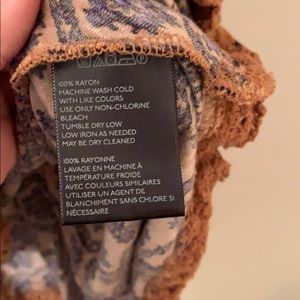 100% RAYON
MACHINE WASH COLD
WITH LIKE COLORS
USE ONLY NON-CHLORINE
BLEACH
TUMBLE DRY LOW
LOW IRON AS NEEDED
MAY BE DRY CLEANED
100% RAYONNE
LAVAGE EN MACHINE À
TEMPÉRATURE FROIDE
AVEC COULEURS SIMILAIRES
UTILISER UN AGENT DE
BLANCHIMENT SANS CHLORE SI
NÉCESSAIRE